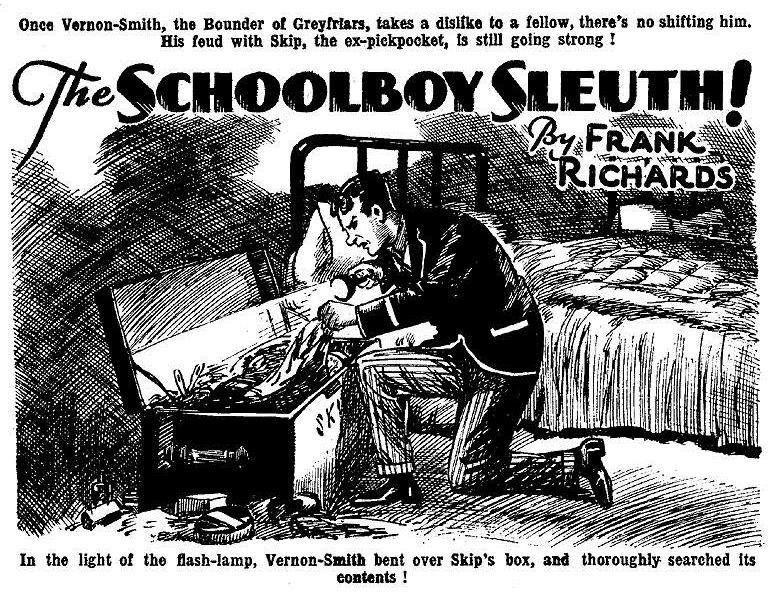 Once Vernon-Smith, the Bounder of Greyfriars, takes a dislike to a fellow, there's no shifting him.
His feud with Skip, the ex-pickpocket, is still going strong !
The SCHOOLBOY SLEUTH!
By FRANK
RICHARDS
SK
In the light of the flash-lamp, Vernon-Smith bent over Skip's box, and thoroughly searched its
contents !